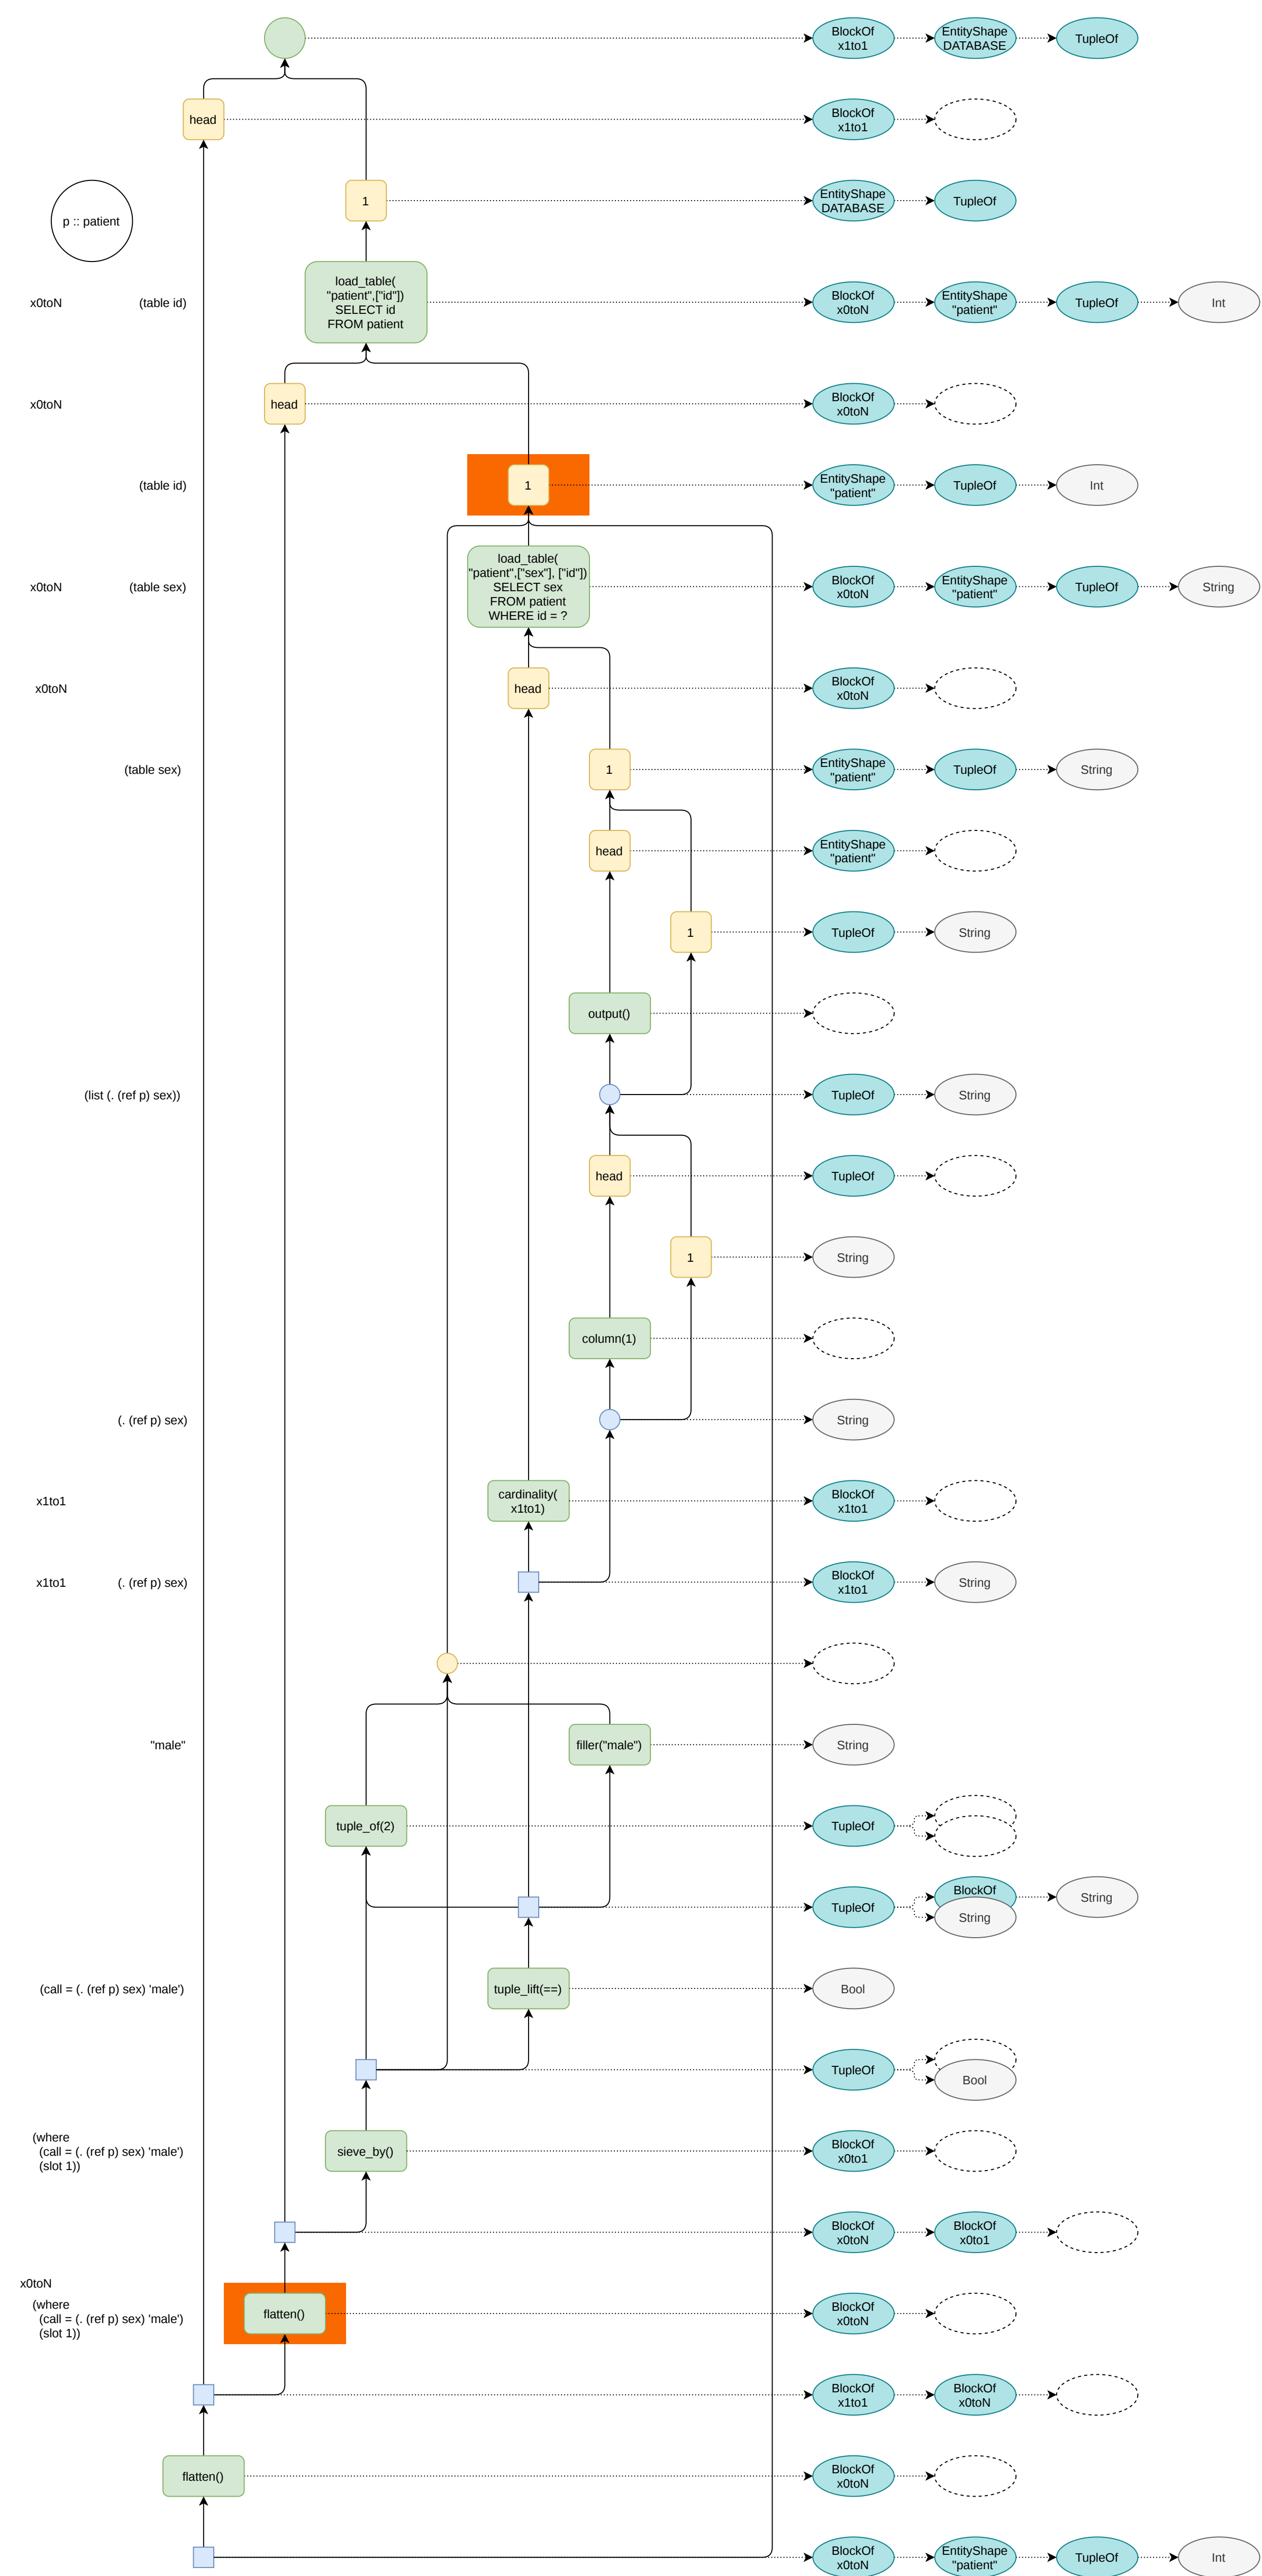 BlockOf
x1to1
EntityShape
DATABASE
TupleOf
head
BlockOf
x1to1
p :: patient
1
EntityShape
DATABASE
TupleOf
x0toN
(table id)
load_table(
"patient",["id"])
SELECT id
FROM patient
BlockOf
x0toN
EntityShape
"patient"
TupleOf
Int
x0toN
head
BlockOf
x0toN
(table id)
1
EntityShape
"patient"
TupleOf
Int
x0toN
(table sex)
load_table(
"patient",["sex"], ["id"])
SELECT sex
FROM patient
WHERE id = ?
BlockOf
x0toN
EntityShape
"patient"
TupleOf
String
x0toN
head
BlockOf
x0toN
(table sex)
1
EntityShape
"patient"
TupleOf
String
head
EntityShape
"patient"
1
TupleOf
String
output()
(list (. (ref p) sex))
TupleOf
String
head
TupleOf
1
String
column(1)
(. (ref p) sex)
String
x1to1
cardinality(
x1to1)
BlockOf
x1to1
x1to1
(. (ref p) sex)
BlockOf
x1to1
String
"male"
filler("male")
String
tuple_of(2)
TupleOf
TupleOf
BlockOf
String
String
(call = (. (ref p) sex) 'male')
tuple_lift(==)
Bool
TupleOf
Bool
(where
(call = (. (ref p) sex) 'male')
(slot 1))
sieve_by()
BlockOf
x0to1
BlockOf
x0toN
BlockOf
x0to1
x0toN
(where
(call = (. (ref p) sex) 'male')
(slot 1))
flatten()
BlockOf
x0toN
BlockOf
x1to1
BlockOf
x0toN
flatten()
BlockOf
x0toN
BlockOf
x0toN
EntityShape
"patient"
TupleOf
Int